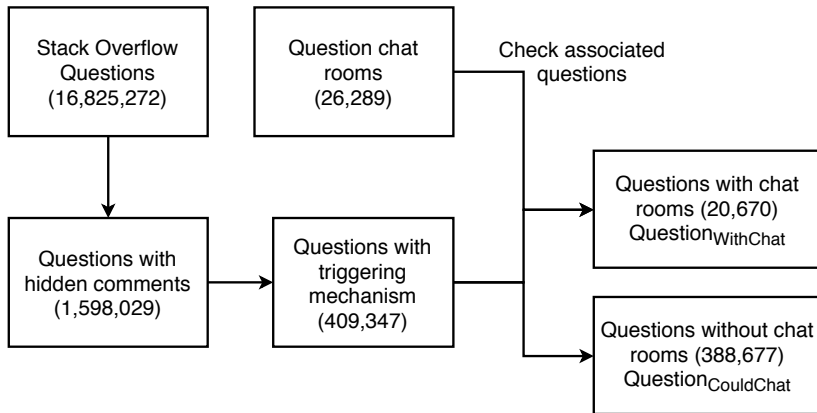 Stack Overflow
Questions
(16,825,272)
Question chat
rooms
(26,289)
Check associated
questions
Questions with
hidden comments
(1,598,029)
Questions with
triggering
mechanism
(409,347)
Questions with chat
rooms (20,670)
QuestionWithChat
Questions without chat
rooms (388,677)
QuestionCouldChat